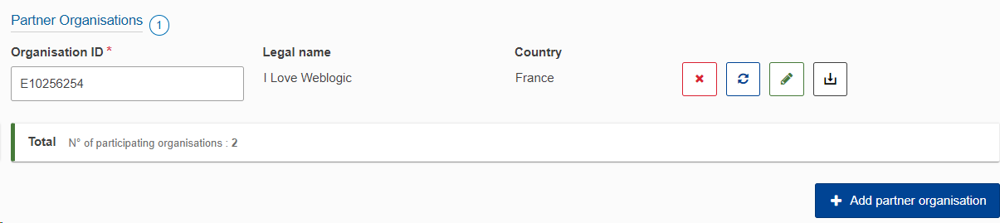 Partner Organisations 1
Organisation ID * Legal name Country
E10256254 I Love Weblogic France
Total N° of participating organisations : 2
Add partner organisation